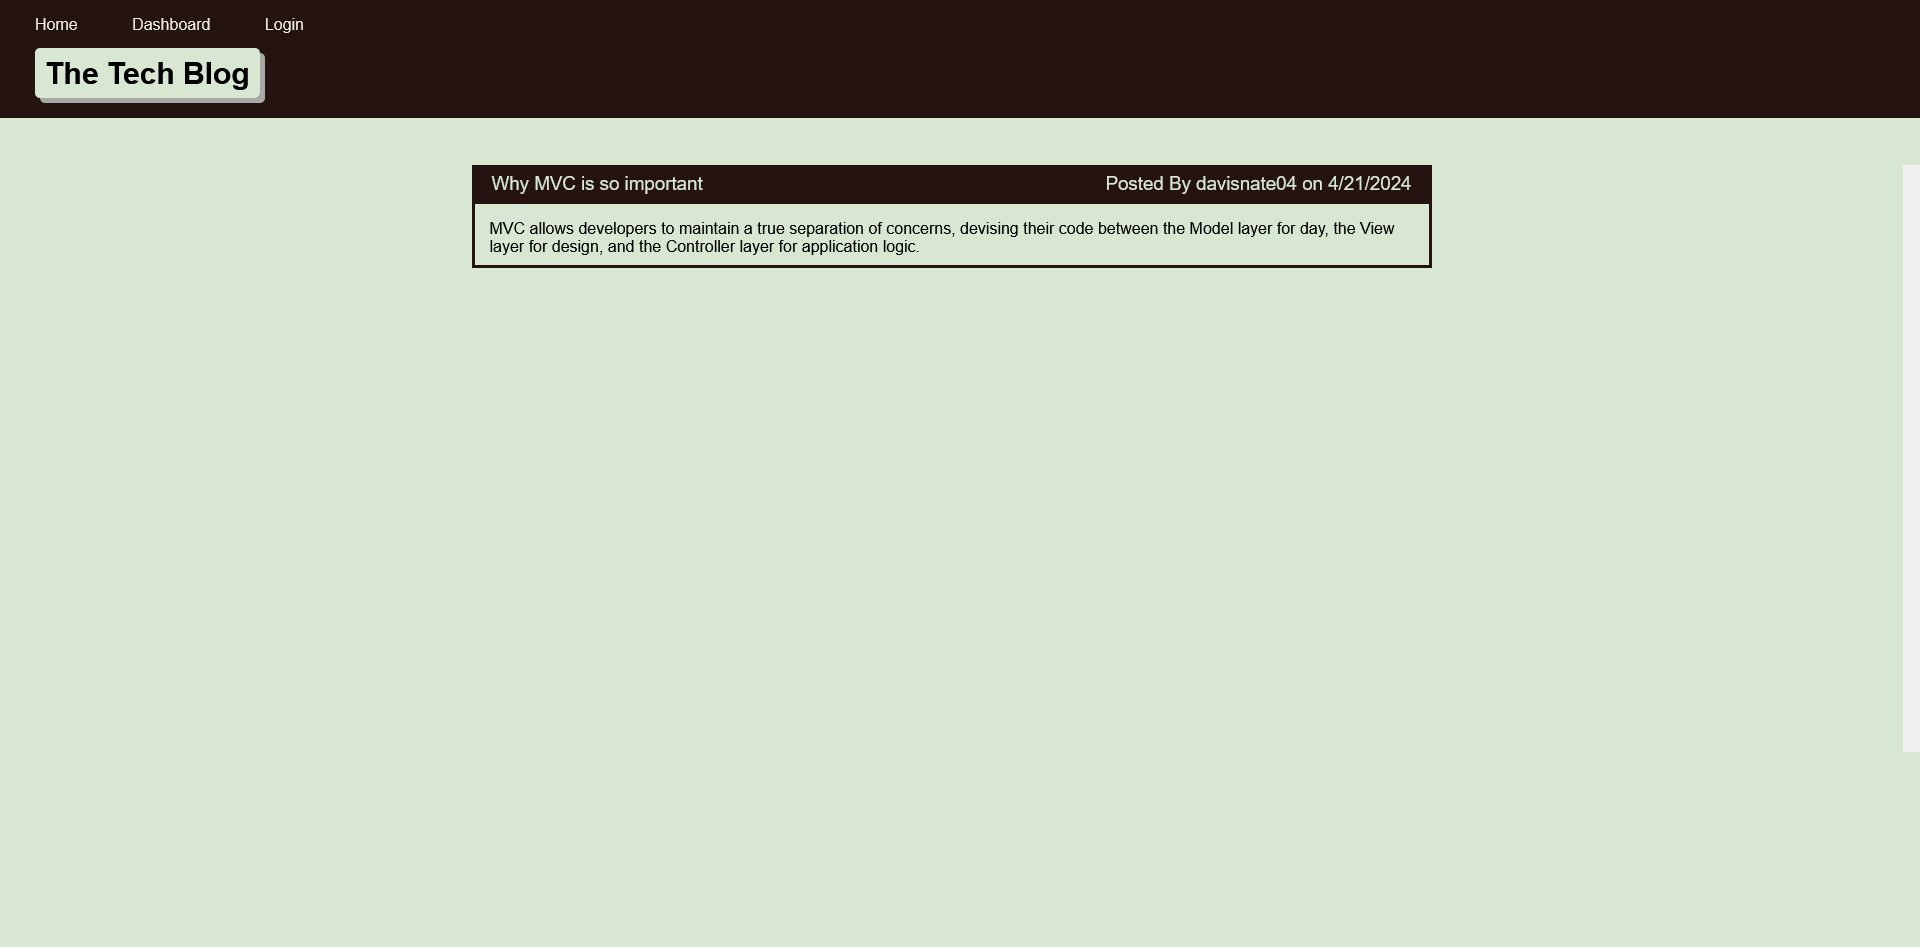 Home Dashboard Login
The Tech Blog
Why MVC is so important Posted By davisnate04 on 4/21/2024
MVC allows developers to maintain a true separation of concerns, devising their code between the Model layer for day, the View
layer for design, and the Controller layer for application logic.